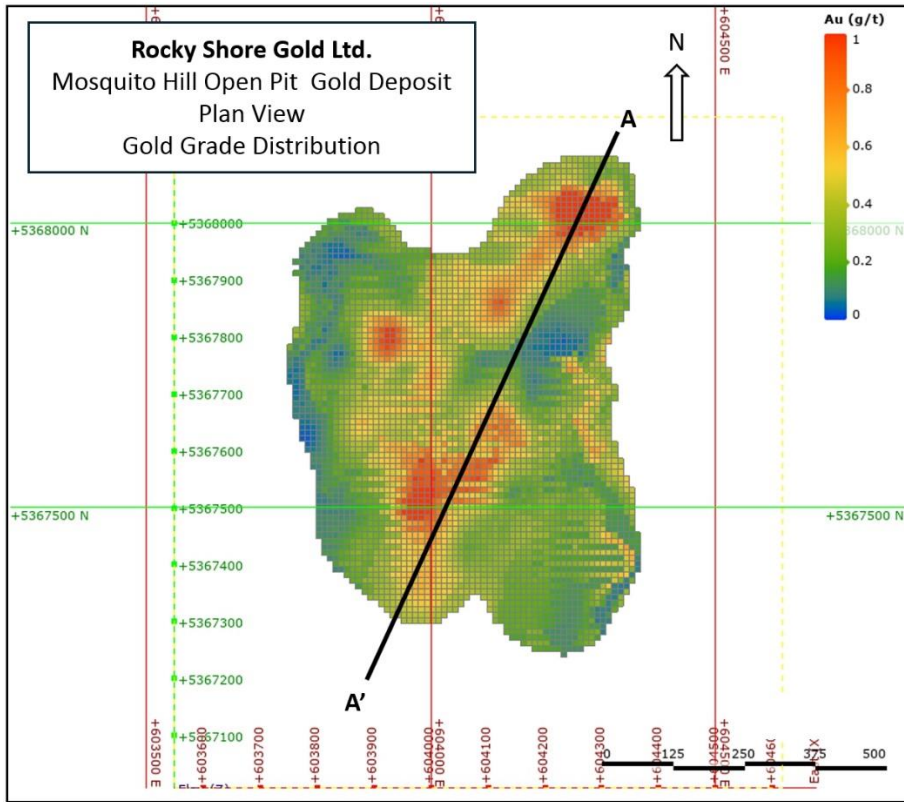 Rocky Shore Gold Ltd.
Mosquito Hill Open Pit Gold Deposit
Plan View
Gold Grade Distribution
N
+604500 E
Au (g/t)
1
0.8
0.6
0.4
0.2
0
A
+5368000 N
+5368000
+5367900
+5367800
+5367700
+5367600
+5367500
+5367500 N
+5367500 N
+5367400
+5367300
+5367200
+5367100
A'
+603500 E
+603600
+603700
+603800
+603900
+604000
+604100
+604200
+604300
+604400
+604500 E
0
125
250
375
500